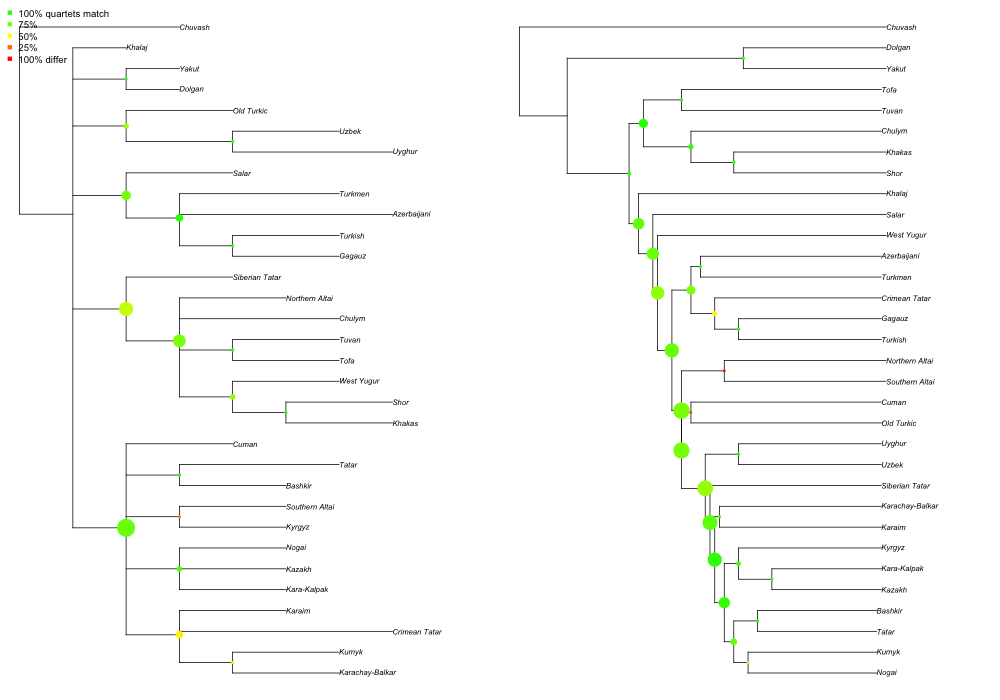 100% quartets match
75%
50%
25%
100% differ
Chuvash
Khalaj
Yakut
Dolgan
Old Turkic
Uzbek
Uyghur
Salar
Turkmen
Azerbaijani
Turkish
Gagauz
Siberian Tatar
Northern Altai
Chulym
Tuvan
Tofa
West Yugur
Shor
Khakas
Cuman
Tatar
Bashkir
Southern Altai
Kyrgyz
Nogai
Kazakh
Kara-Kalpak
Karaim
Crimean Tatar
Kumyk
Karachay-Balkar
Chuvash
Dolgan
Yakut
Tofa
Tuvan
Chulym
Khakas
Shor
Khalaj
Salar
West Yugur
Azerbaijani
Turkmen
Crimean Tatar
Gagauz
Turkish
Northern Altai
Southern Altai
Cuman
Old Turkic
Uyghur
Uzbek
Siberian Tatar
Karachay-Balkar
Karaim
Kyrgyz
Kara-Kalpak
Kazakh
Bashkir
Tatar
Kumyk
Nogai